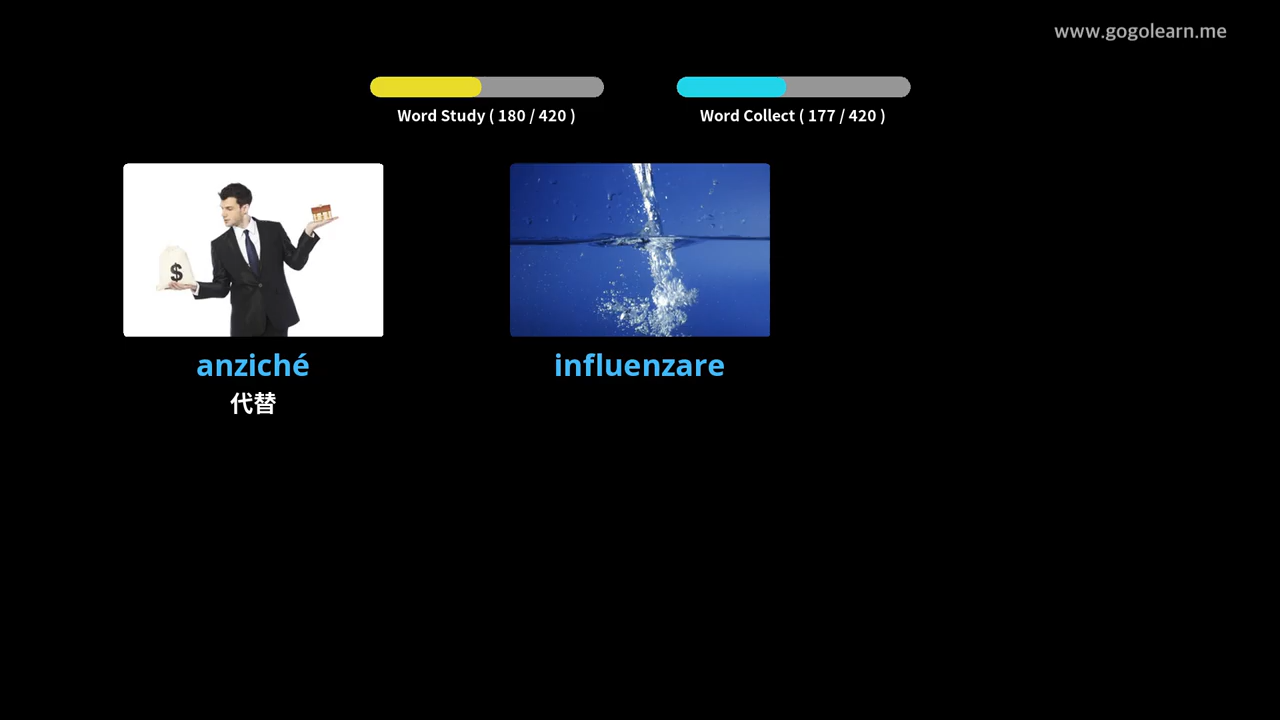 www.gogolearn.me
Word Study ( 180 / 420 )
Word Collect ( 177 / 420 )
$
anziché
influenzare
代替